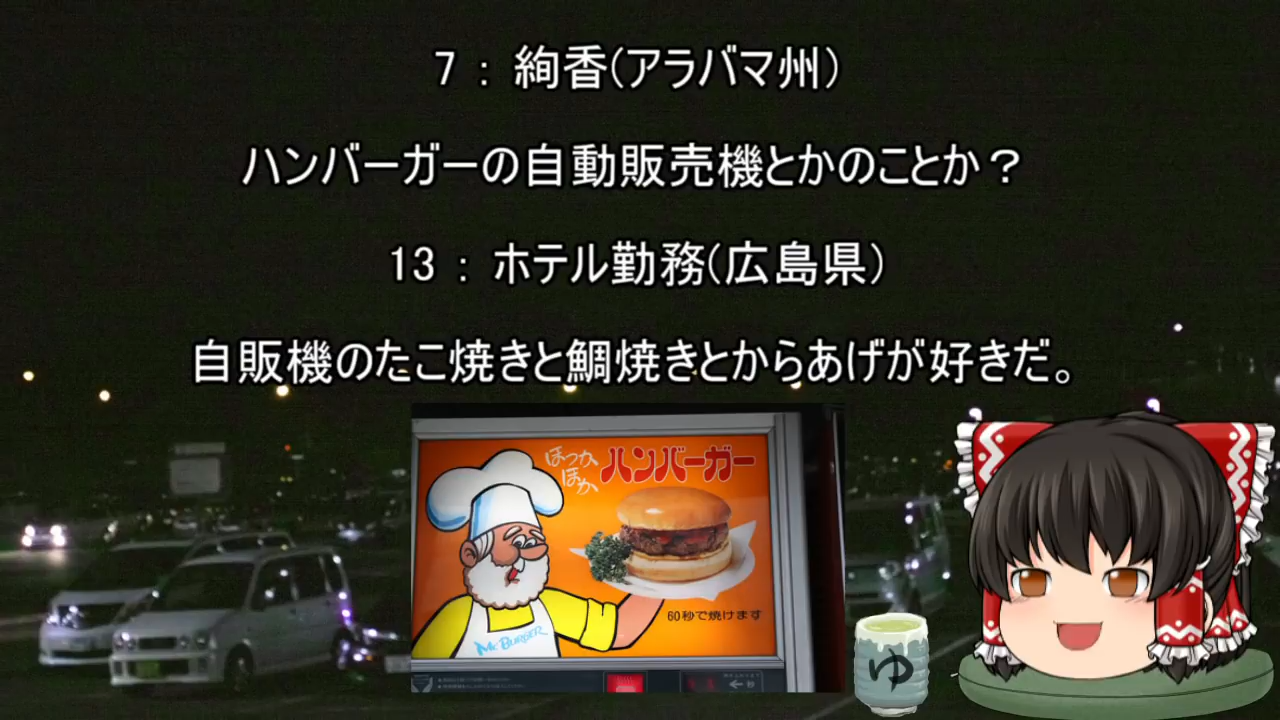 7 : 絢香(アラバマ州)
ハンバーガーの自動販売機とかのことか？
13 : ホテル勤務(広島県)
自販機のたこ焼きと鯛焼きとからあげが好きだ。
ほっかほか
ハンバーガー
60秒で焼けます
Mc BURGER
ゆ